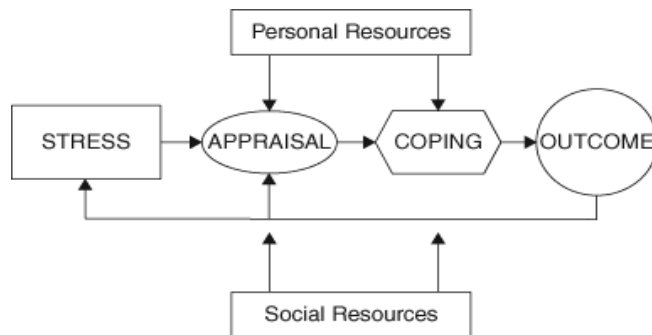 Personal Resources
STRESS
APPRAISAL
COPING
OUTCOME
Social Resources